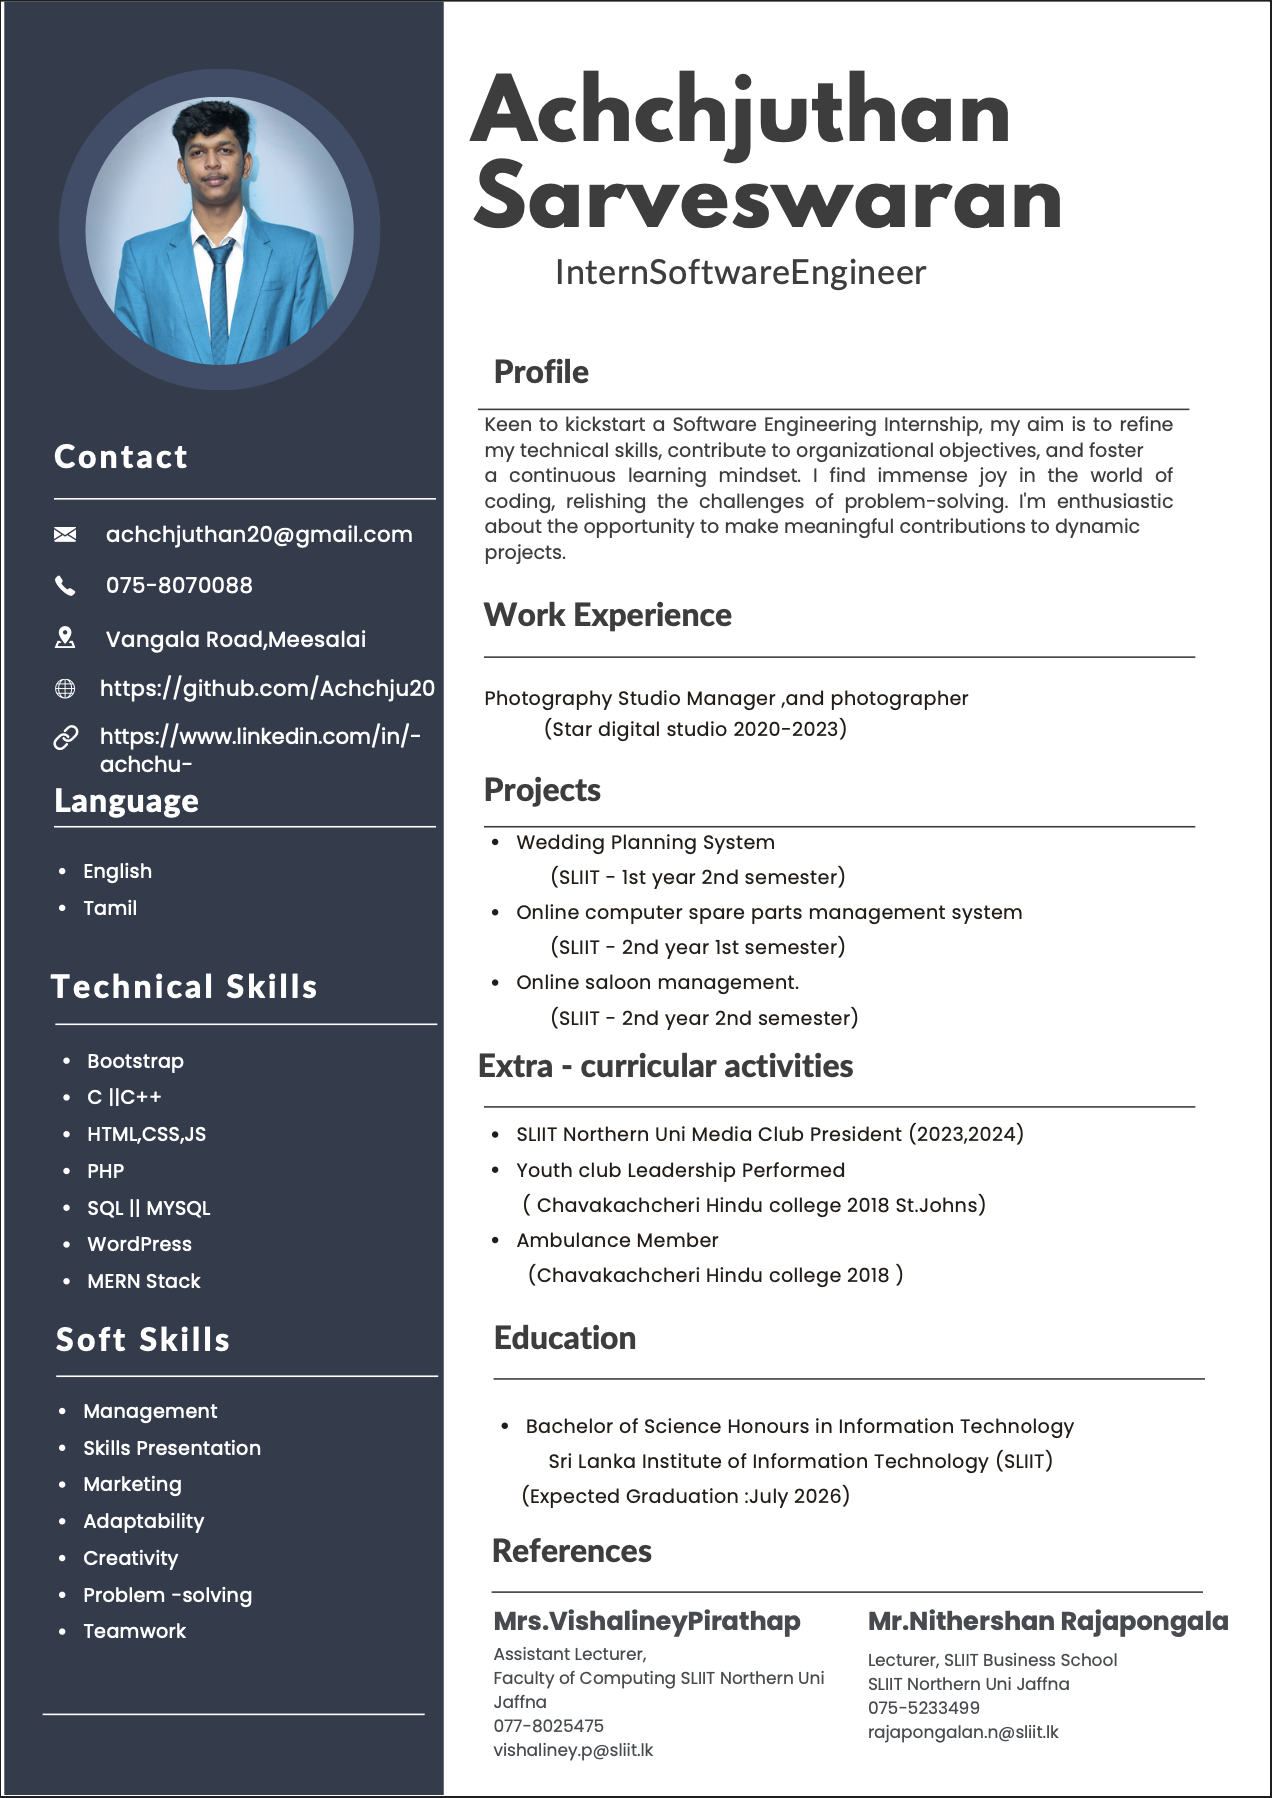 Achchjuthan
Sarveswaran
InternSoftwareEngineer
Contact
achchjuthan20@gmail.com
075-8070088
Vangala Road,Meesalai
https://github.com/Achchju20
https://www.linkedin.com/in/-
achchu-
Language
• English
• Tamil
Technical Skills
• Bootstrap
• C ||C++
• HTML,CSS,JS
• PHP
• SQL || MYSQL
• WordPress
• MERN Stack
Soft Skills
• Management
• Skills Presentation
• Marketing
• Adaptability
• Creativity
• Problem -solving
• Teamwork
Profile
Keen to kickstart a Software Engineering Internship, my aim is to refine
my technical skills, contribute to organizational objectives, and foster
a continuous learning mindset. I find immense joy in the world of
coding, relishing the challenges of problem-solving. I'm enthusiastic
about the opportunity to make meaningful contributions to dynamic
projects.
Work Experience
Photography Studio Manager ,and photographer
(Star digital studio 2020-2023)
Projects
• Wedding Planning System
(SLIIT - 1st year 2nd semester)
• Online computer spare parts management system
(SLIIT - 2nd year 1st semester)
• Online saloon management.
(SLIIT - 2nd year 2nd semester)
Extra - curricular activities
• SLIIT Northern Uni Media Club President (2023,2024)
• Youth club Leadership Performed
( Chavakachcheri Hindu college 2018 St.Johns)
• Ambulance Member
(Chavakachcheri Hindu college 2018 )
Education
• Bachelor of Science Honours in Information Technology
Sri Lanka Institute of Information Technology (SLIIT)
(Expected Graduation :July 2026)
References
Mrs.VishalineyPirathap
Assistant Lecturer,
Faculty of Computing SLIIT Northern Uni
Jaffna
077-8025475
vishaliney.p@sliit.lk
Mr.Nithershan Rajapongala
Lecturer, SLIIT Business School
SLIIT Northern Uni Jaffna
075-5233499
rajapongalan.n@sliit.lk